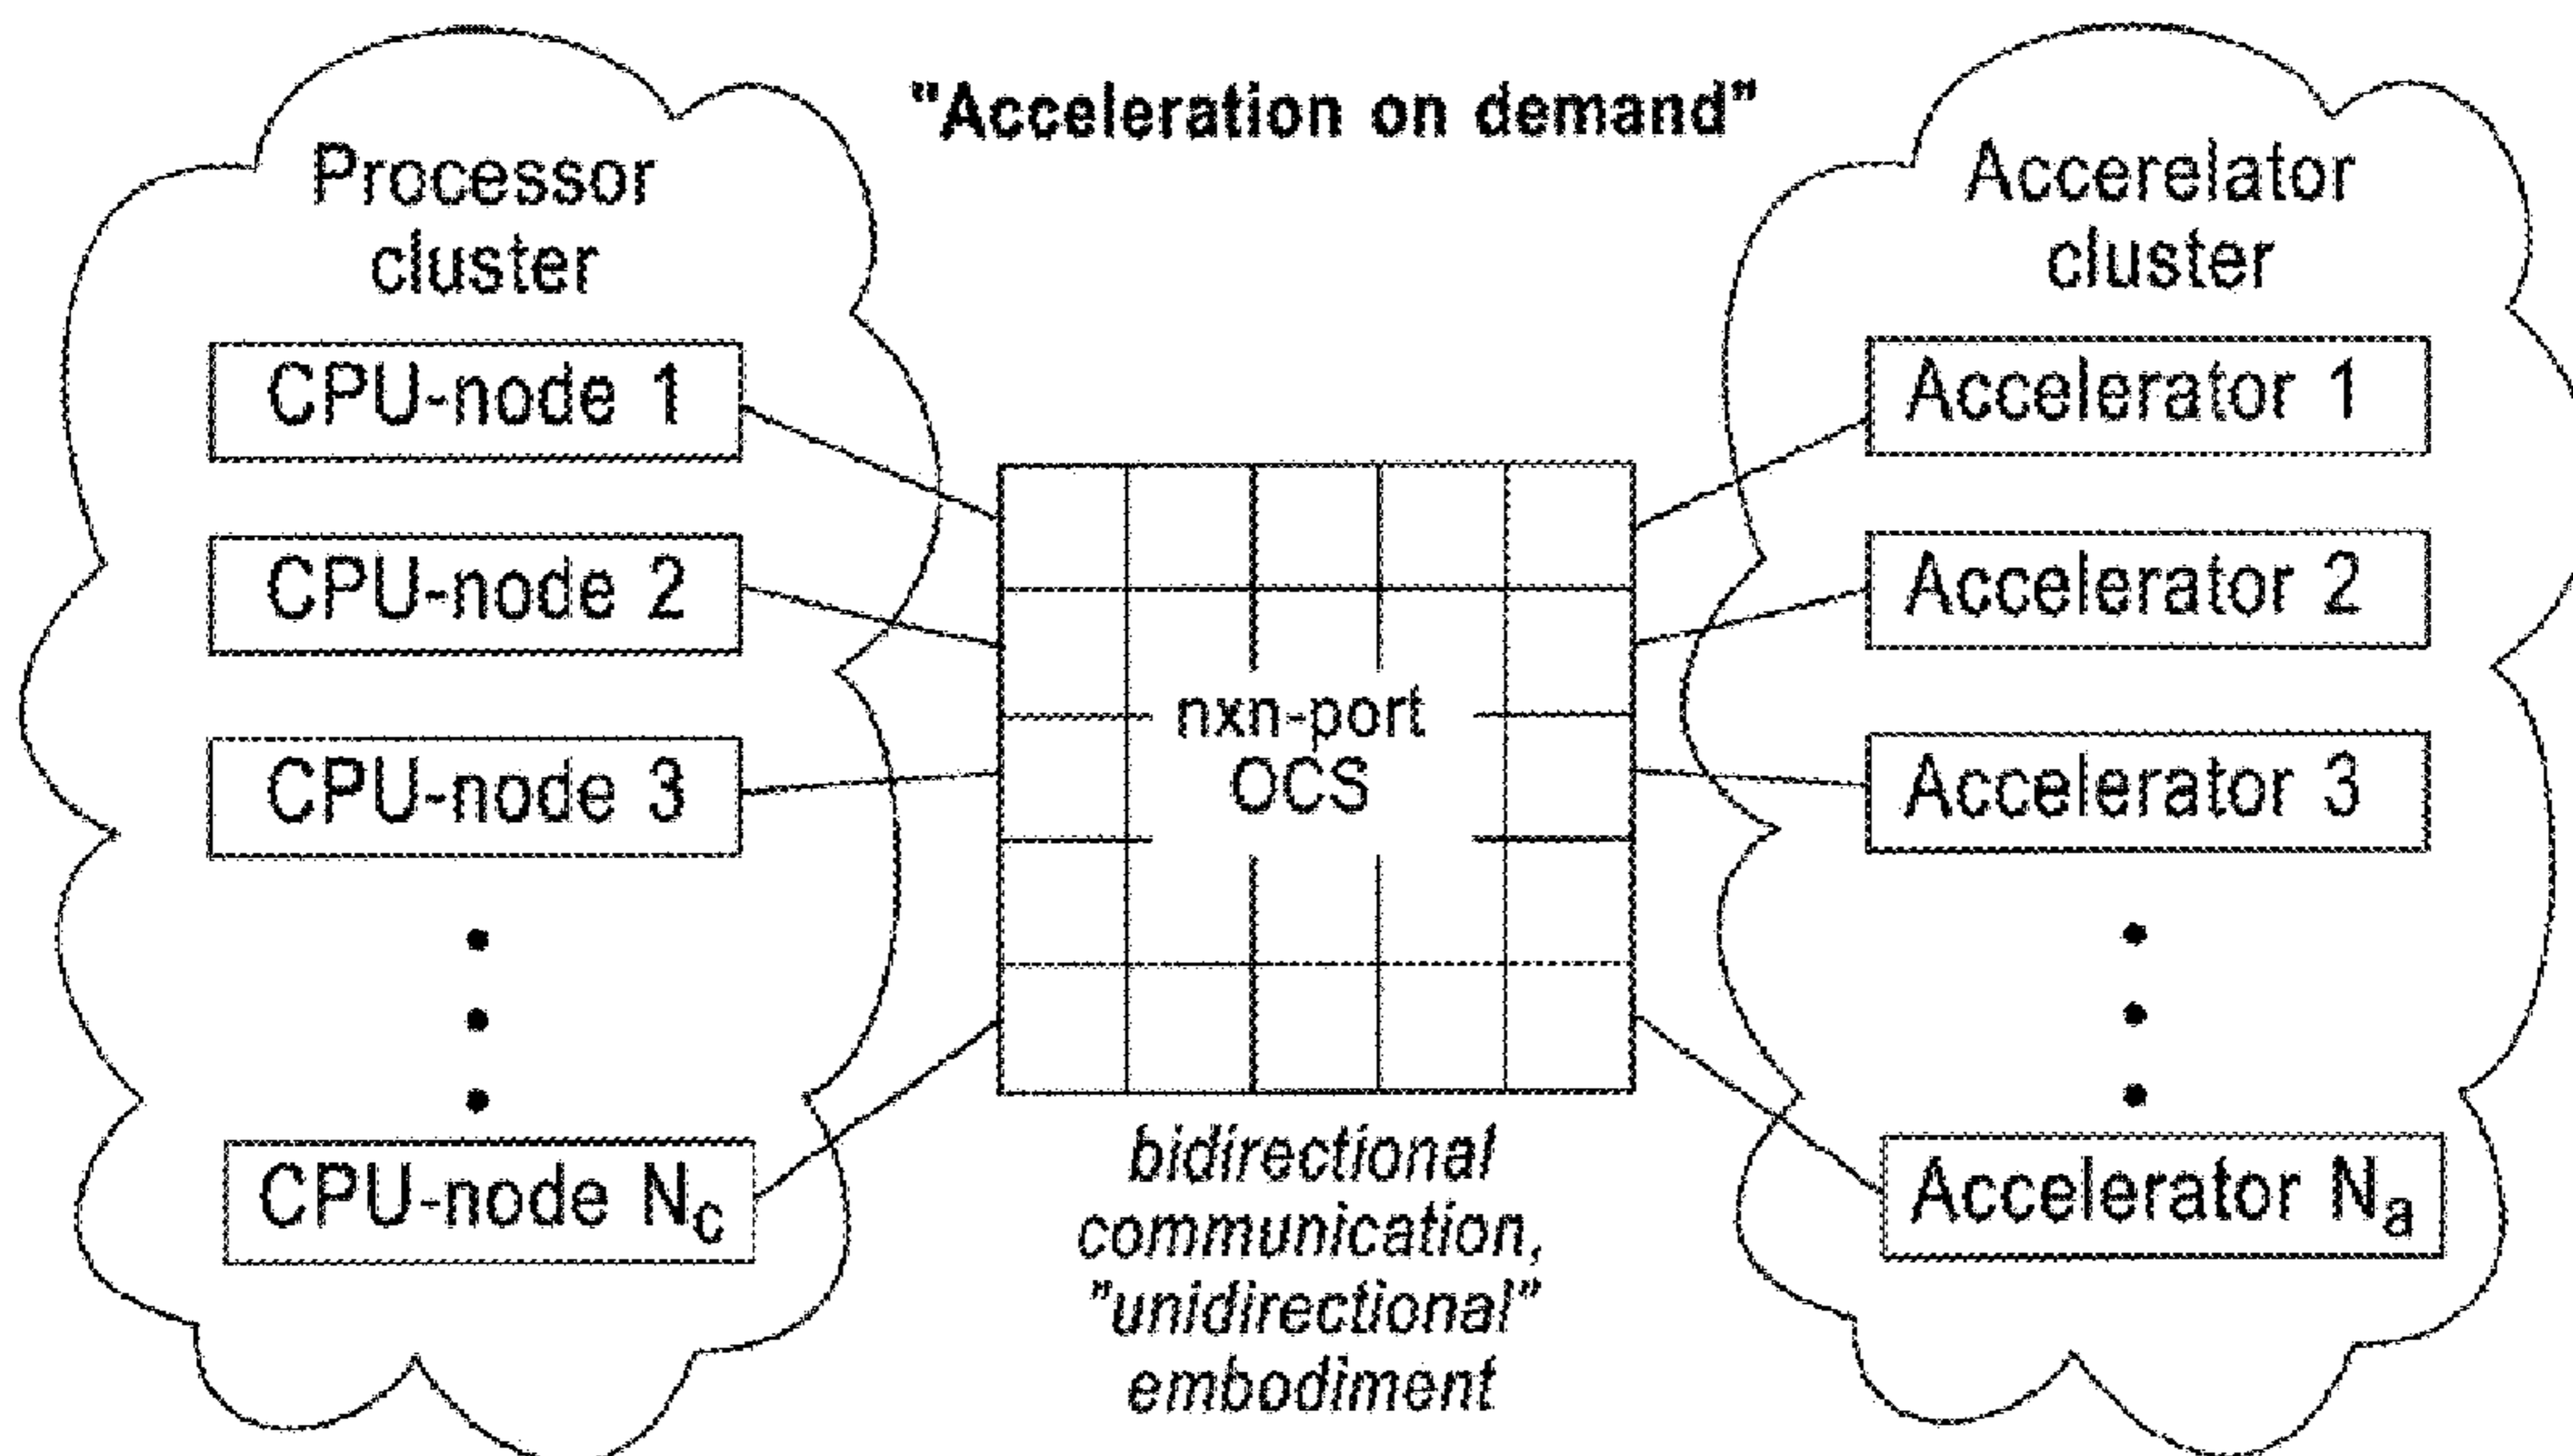 "Acceleration on demand"
Processor
cluster
CPU-node 1
CPU-node 2
CPU-node 3
CPU-node Nc
nxn-port
OCS
bidirectional
communication,
"unidirectional"
embodiment
Accerelator
cluster
Accelerator 1
Accelerator 2
Accelerator 3
Accelerator Na